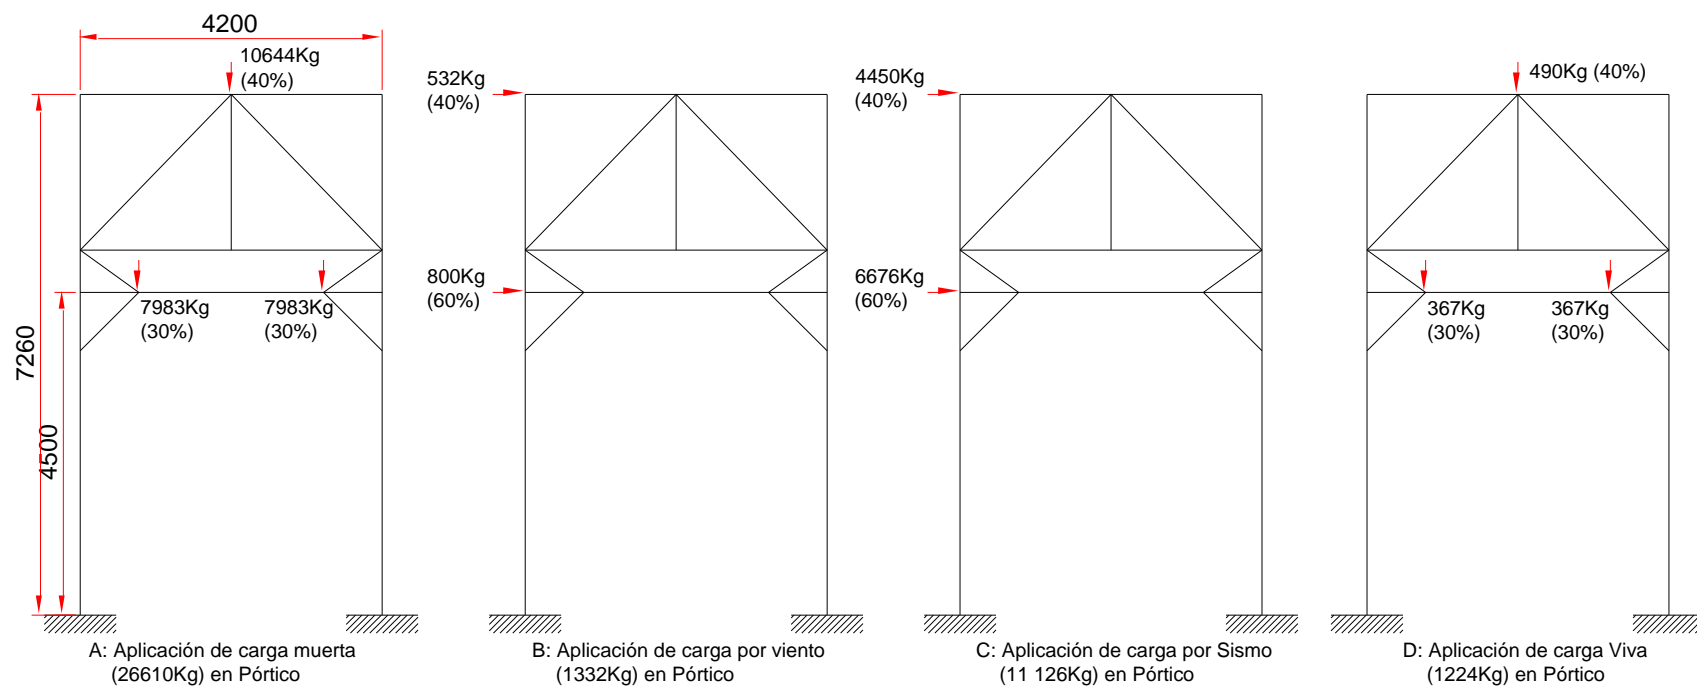 4200
10644Kg
(40%)
7260
4500
7983Kg
(30%)
7983Kg
(30%)
A: Aplicación de carga muerta
(26610Kg) en Pórtico
532Kg
(40%)
800Kg
(60%)
B: Aplicación de carga por viento
(1332Kg) en Pórtico
4450Kg
(40%)
6676Kg
(60%)
C: Aplicación de carga por Sismo
(11 126Kg) en Pórtico
490Kg (40%)
367Kg
(30%)
367Kg
(30%)
D: Aplicación de carga Viva
(1224Kg) en Pórtico